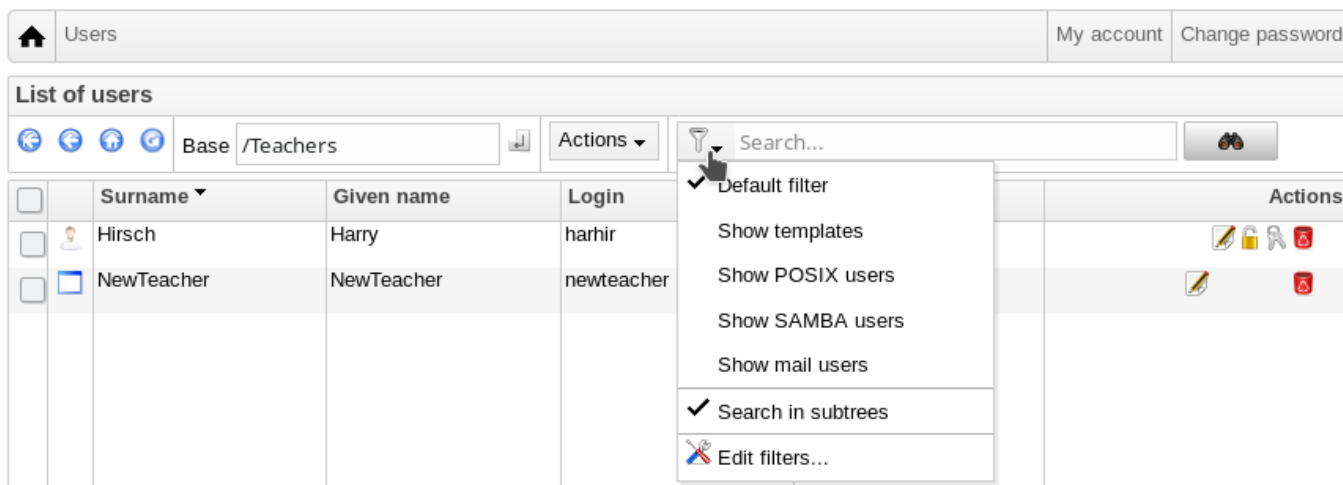 Users My account Change password
List of users
Base /Teachers Actions Search...
Surname Given name Login Actions
Hirsch Harry harhir
NewTeacher NewTeacher newteacher
Default filter
Show templates
Show POSIX users
Show SAMBA users
Show mail users
Search in subtrees
Edit filters...